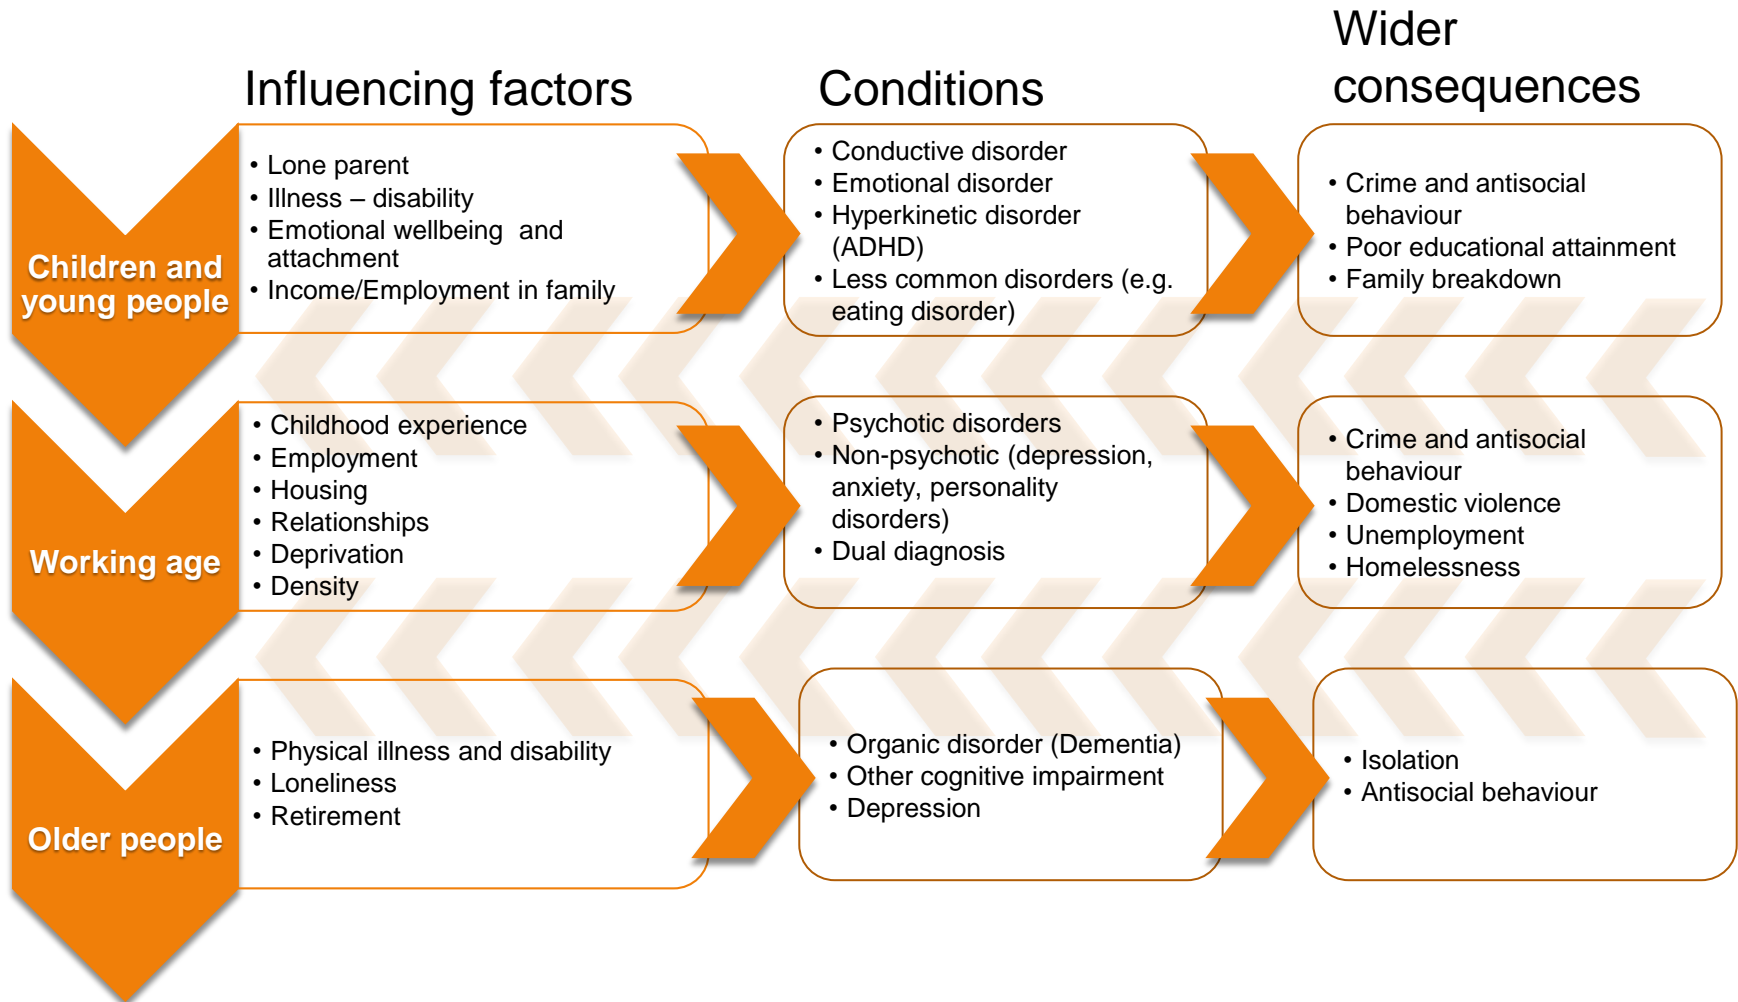 Influencing factors
Conditions
Wider
consequences
Children and
young people
• Lone parent
• Illness – disability
• Emotional wellbeing and
attachment
• Income/Employment in family
• Conductive disorder
• Emotional disorder
• Hyperkinetic disorder
(ADHD)
• Less common disorders (e.g.
eating disorder)
• Crime and antisocial
behaviour
• Poor educational attainment
• Family breakdown
Working age
• Childhood experience
• Employment
• Housing
• Relationships
• Deprivation
• Density
• Psychotic disorders
• Non-psychotic (depression,
anxiety, personality
disorders)
• Dual diagnosis
• Crime and antisocial
behaviour
• Domestic violence
• Unemployment
• Homelessness
Older people
• Physical illness and disability
• Loneliness
• Retirement
• Organic disorder (Dementia)
• Other cognitive impairment
• Depression
• Isolation
• Antisocial behaviour